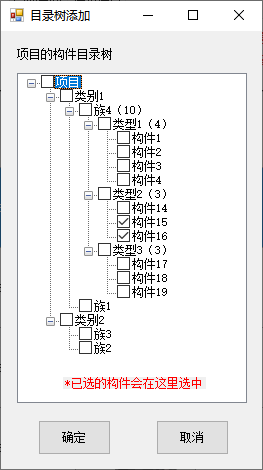 目录树添加
项目的构件目录树
项目
类别1
族4（10）
类型1（4）
构件1
构件2
构件3
构件4
类型2（3）
构件14
构件15
构件16
类型3（3）
构件17
构件18
构件19
族1
类别2
族3
族2
*已选的构件会在这里选中
确定
取消